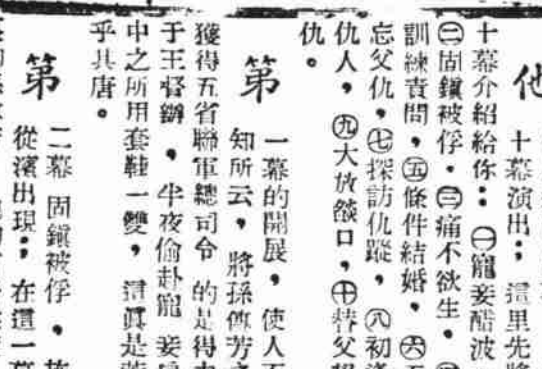 他
十幕演出；這里先將
十幕介紹給你：㊀寵妾醋波
㊁固鎮被俘．㊂痛不欲生．
訓練責問，㊄條件結婚，㊅
忘父仇，㊆探訪仇蹤，㊇初
仇人，㊈大放燄口，㊉替父
仇。
第
一幕的開展，使人
知所云，將孫傳芳
獲得五省聯軍總司令 的是得
于王督辦，半夜偷赴寵 妾
中之所用套鞋一雙，這眞是
乎其唐。
第
二幕 固鎮被俘，
從濱出現；在這一幕